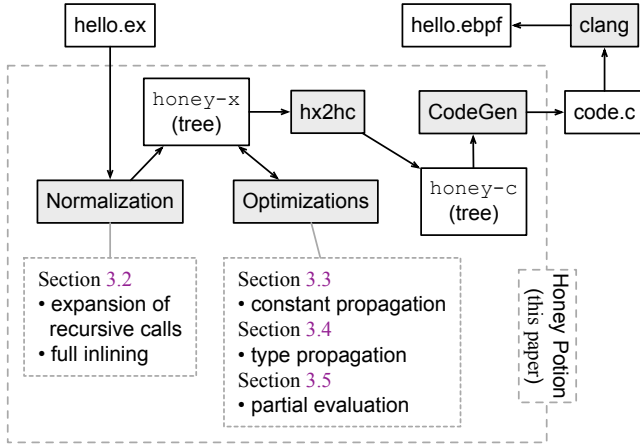 hello.ex
hello.ebpf
clang
honey-x
(tree)
hx2hc
CodeGen
code.c
Normalization
Optimizations
honey-c
(tree)
Section 3.2
• expansion of
recursive calls
• full inlining
Section 3.3
• constant propagation
Section 3.4
• type propagation
Section 3.5
• partial evaluation
Honey Potion
(this paper)